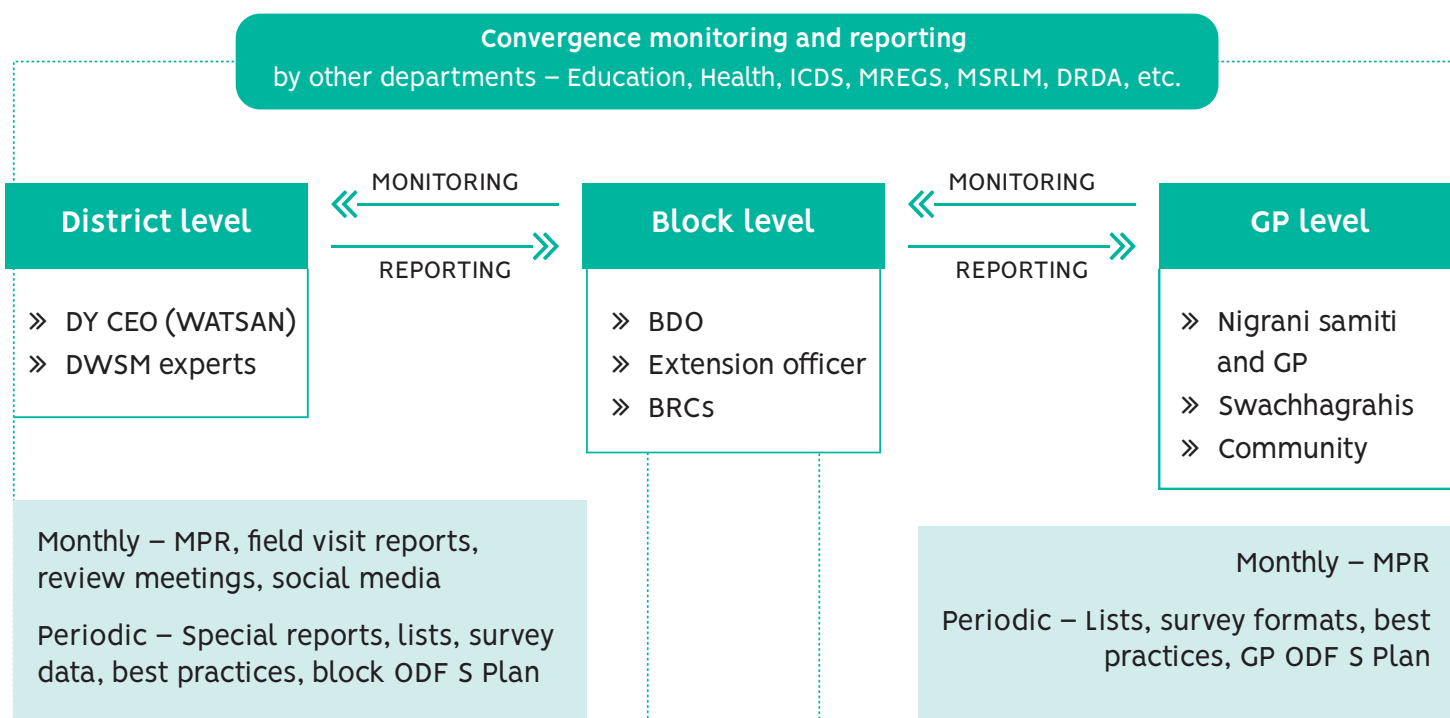 Convergence monitoring and reporting
by other departments – Education, Health, ICDS, MREGS, MSRLM, DRDA, etc.
District level
MONITORING
REPORTING
Block level
MONITORING
REPORTING
GP level
» DY CEO (WATSAN)
» DWSM experts
» BDO
» Extension officer
» BRCs
» Nigrani samiti
and GP
» Swachhagrahis
» Community
Monthly – MPR, field visit reports,
review meetings, social media
Periodic – Special reports, lists, survey
data, best practices, block ODF S Plan
Monthly – MPR
Periodic – Lists, survey formats, best
practices, GP ODF S Plan